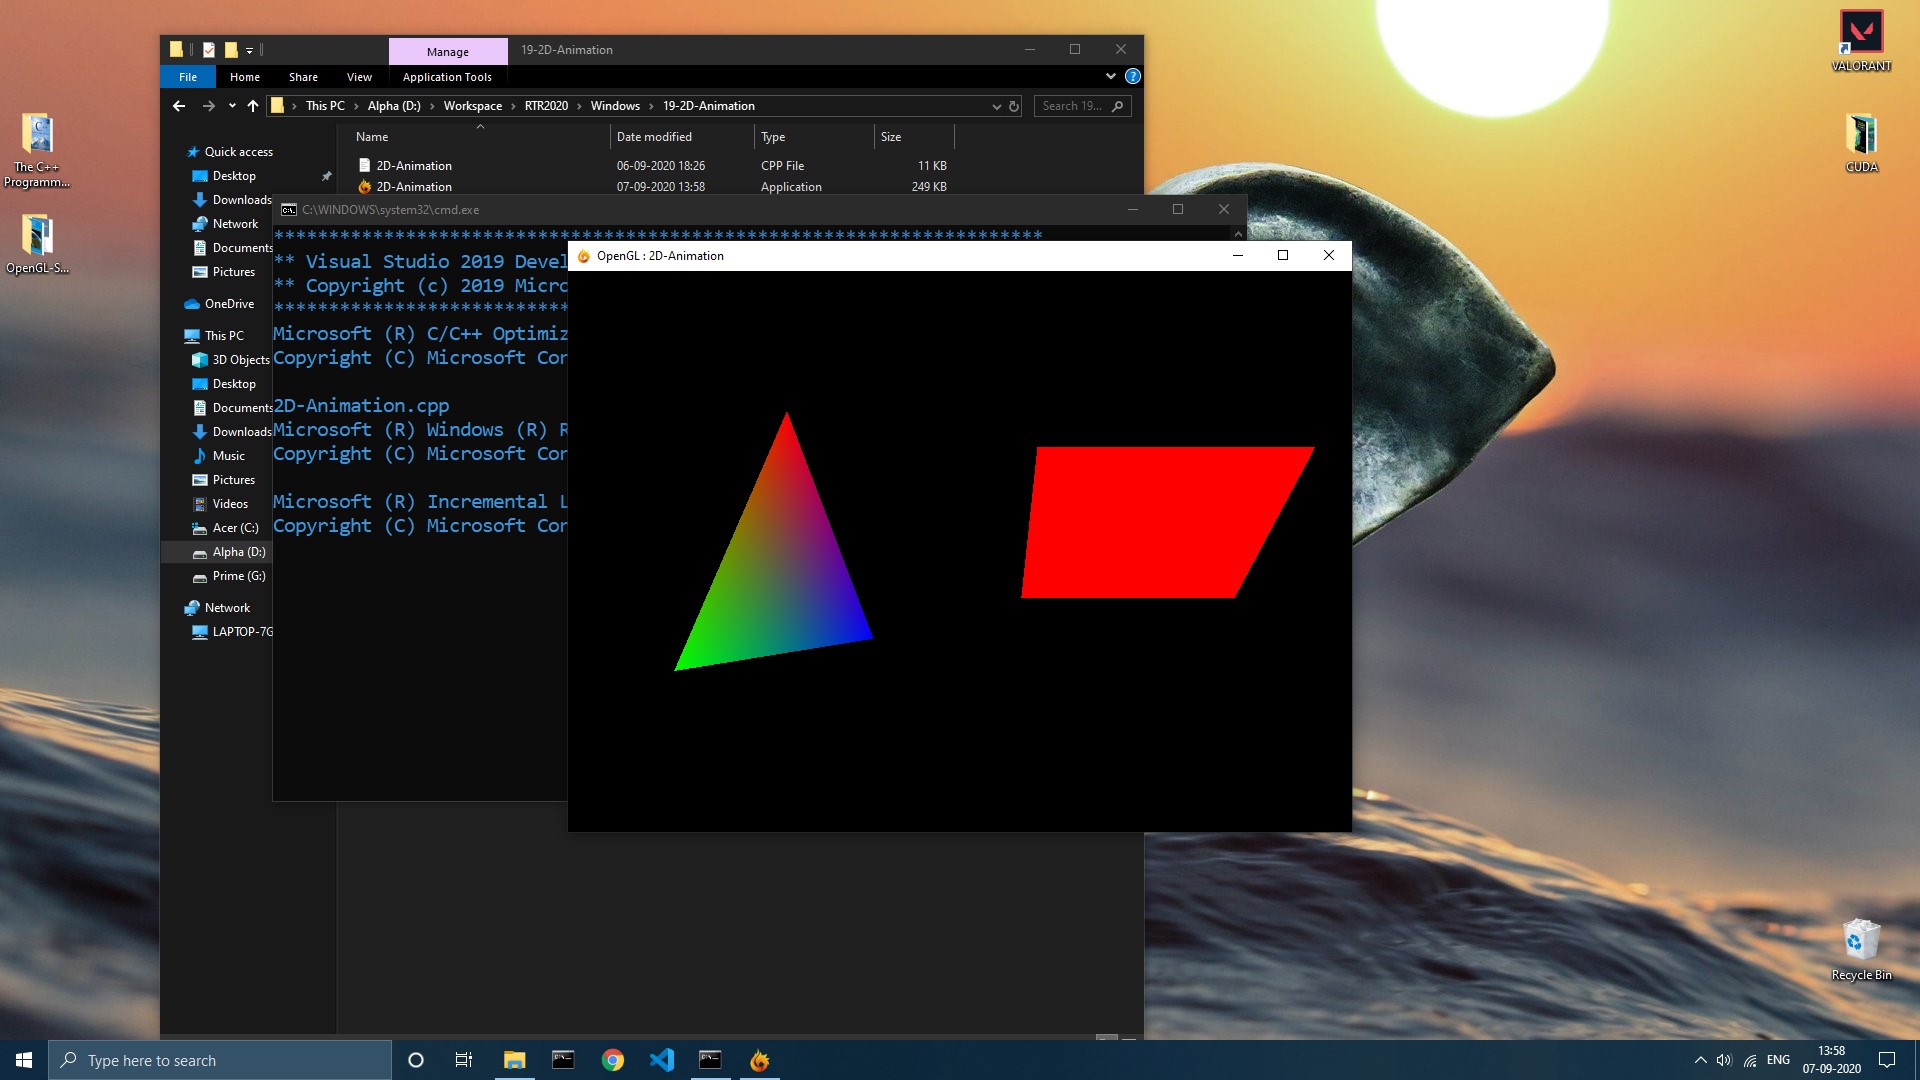 Manage
19-2D-Animation
File Home Share View Application Tools
This PC > Alpha (D:) > Workspace > RTR2020 > Windows > 19-2D-Animation
Search 19...
Name Date modified Type Size
2D-Animation 06-09-2020 18:26 CPP File 11 KB
2D-Animation 07-09-2020 13:58 Application 249 KB
Quick access
Desktop
Downloads
Network
Documents
Pictures
OneDrive
This PC
3D Objects
Desktop
Documents
Downloads
Music
Pictures
Videos
Acer (C:)
Alpha (D:)
Prime (G:)
Network
LAPTOP-7G
C:\WINDOWS\system32\cmd.exe
**********************************************************************
** Visual Studio 2019 Devel
** Copyright (c) 2019 Micro
***************************
Microsoft (R) C/C++ Optimiz
Copyright (C) Microsoft Cor
2D-Animation.cpp
Microsoft (R) Windows (R) R
Copyright (C) Microsoft Cor
Microsoft (R) Incremental L
Copyright (C) Microsoft Cor
OpenGL : 2D-Animation
The C++
Programm...
OpenGL-S...
VALORANT
CUDA
Recycle Bin
Type here to search
ENG
13:58
07-09-2020